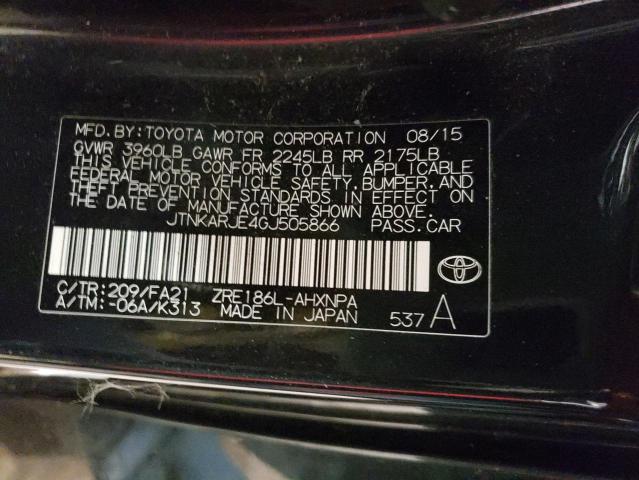 MFD. BY: TOYOTA MOTOR CORPORATION 08/15
GVWR 3960LB GAWR FR 2245LB RR 2175LB
THIS VEHICLE CONFORMS TO ALL APPLICABLE
FEDERAL MOTOR VEHICLE SAFETY, BUMPER, AND
THEFT PREVENTION STANDARDS IN EFFECT ON
THE DATE OF MANUFACTURE SHOWN ABOVE.
JTNKARJE4GJ505866 PASS. CAR
C/TR: 209/FA21 ZRE186L-AHXNPA
A/TM: -06A/K313 MADE IN JAPAN 537 A